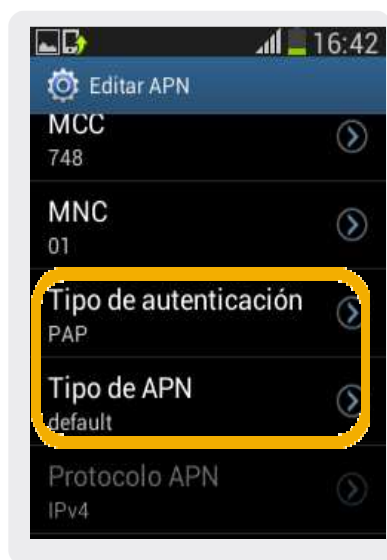 16:42
Editar APN
MCC
748
MNC
01
Tipo de autenticación
PAP
Tipo de APN
default
Protocolo APN
IPv4